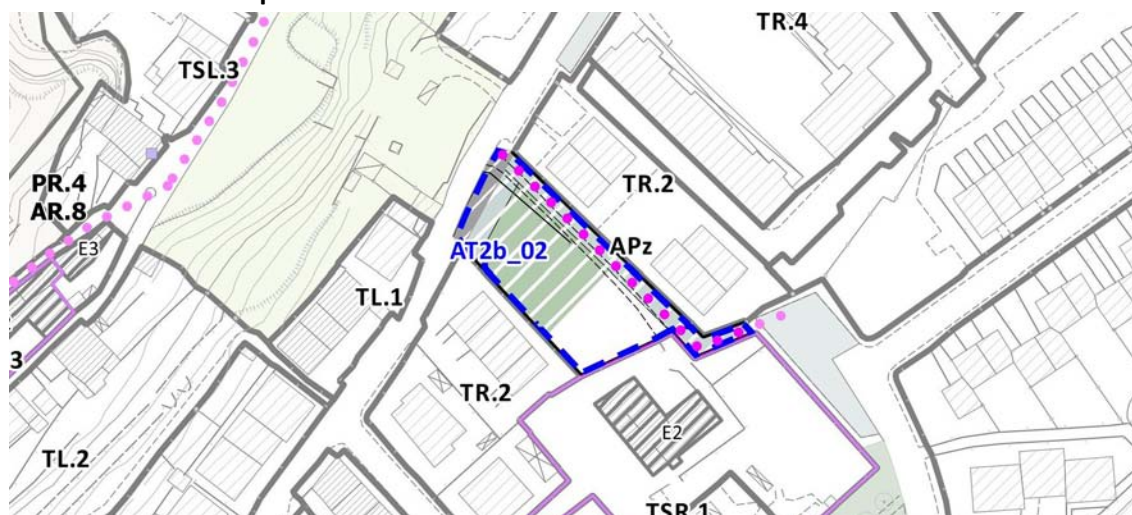 TR.4
TSL.3
PR.4
AR.8
TR.2
E3
AT2b_02
APz
TL.1
3
TR.2
E2
TL.2
TSR.1